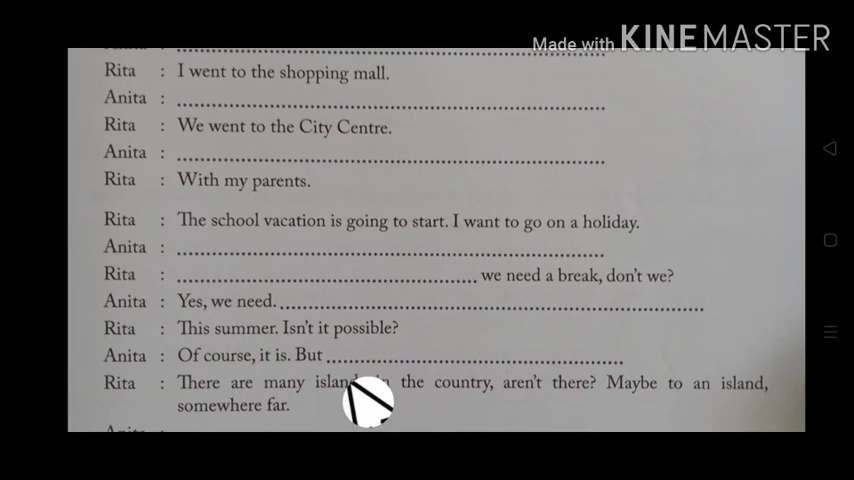 Made with KINEMASTER
Rita : I went to the shopping mall.
Anita : ........................................
Rita : We went to the City Centre.
Anita : ........................................
Rita : With my parents.
Rita : The school vacation is going to start. I want to go on a holiday.
Anita : ........................................
Rita : ........................................ we need a break, don't we?
Anita : Yes, we need. ........................................
Rita : This summer. Isn't it possible?
Anita : Of course, it is. But ........................................
Rita : There are many the country, aren't there? Maybe to an island,
somewhere far.